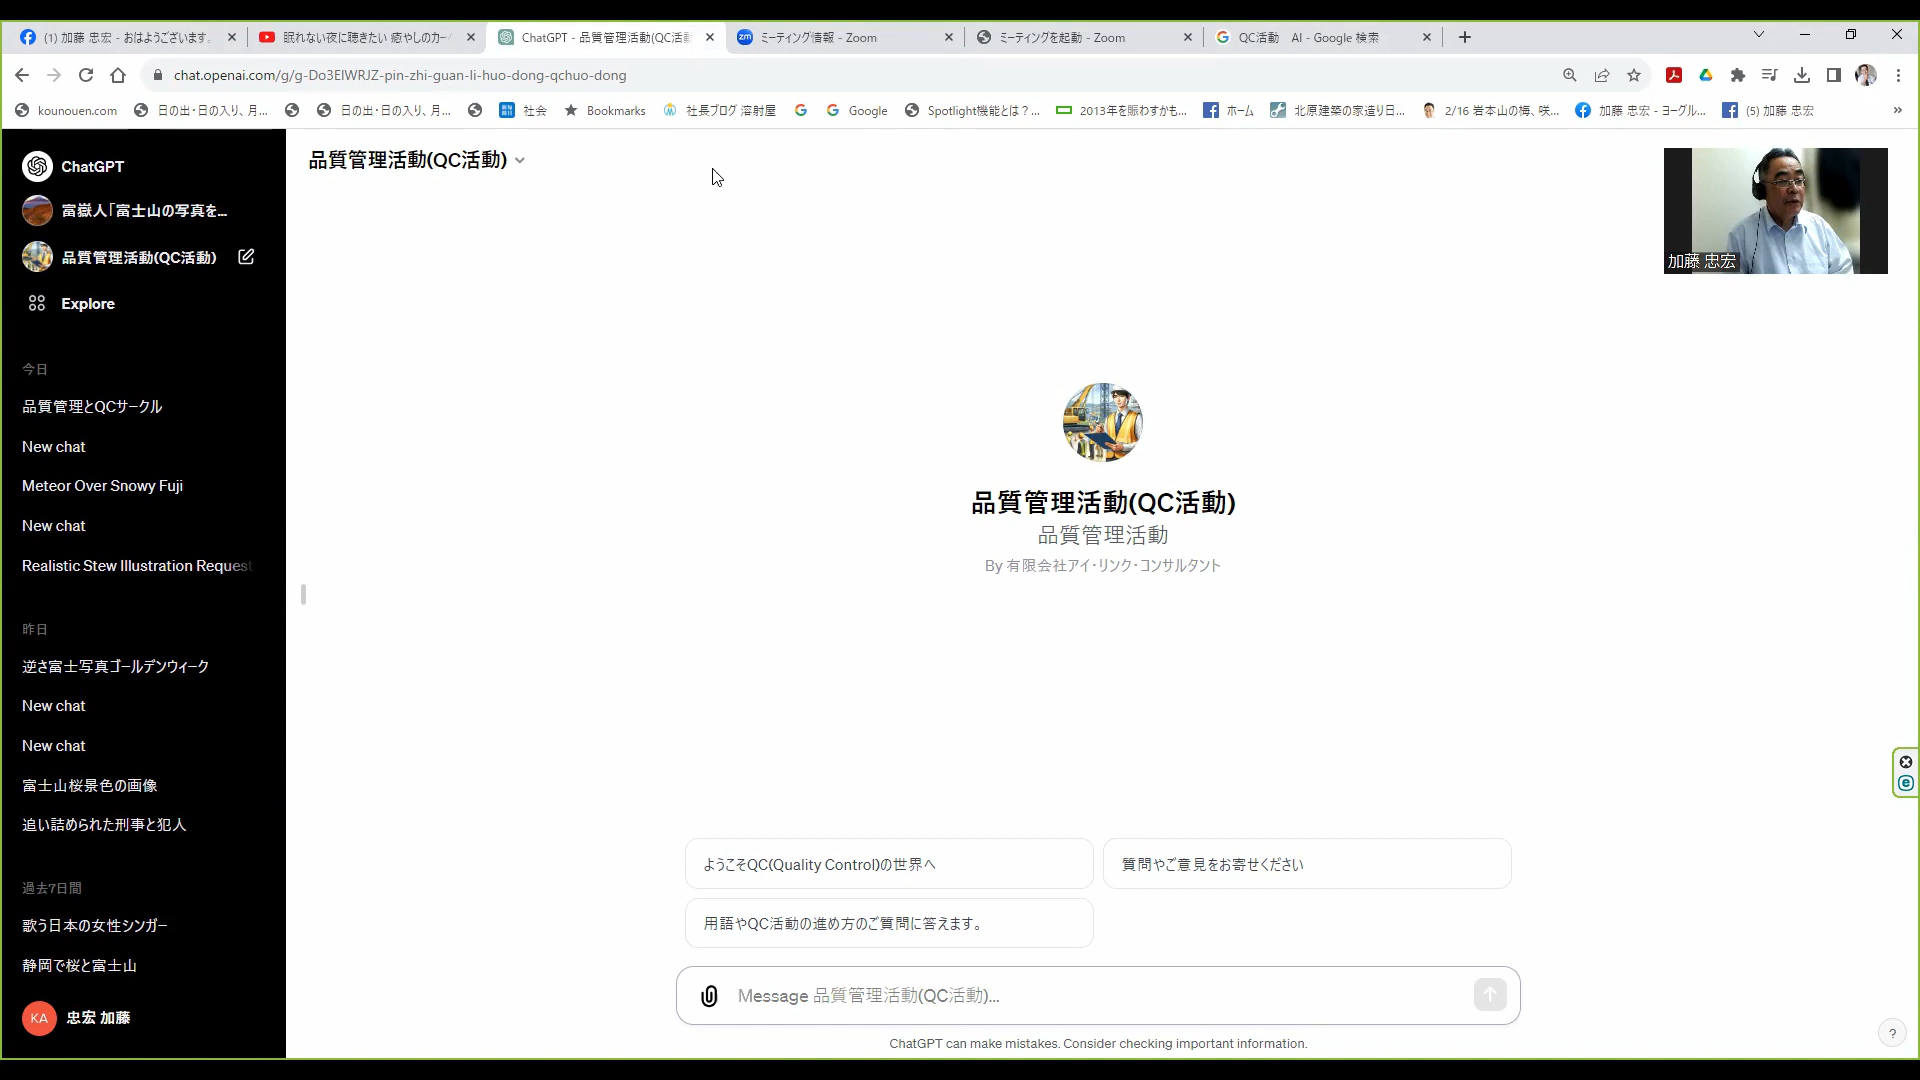 (1) 加藤 忠宏 - おはようございます。
眠れない夜に聴きたい 癒やしのカー
ChatGPT - 品質管理活動(QC活動
ミーティング情報 - Zoom
ミーティングを起動 - Zoom
QC活動　AI - Google 検索
chat.openai.com/g/g-Do3ElWRJZ-pin-zhi-guan-li-huo-dong-qchuo-dong
kounouen.com
日の出・日の入り、月...
日の出・日の入り、月...
社会
Bookmarks
社長ブログ 溶射屋
Google
Spotlight機能とは？...
2013年を賑わすかも...
ホーム
北原建築の家造り日...
2/16 岩本山の梅、咲...
加藤 忠宏 - ヨーグル...
(5) 加藤 忠宏
»
ChatGPT
富嶽人「富士山の写真を...
品質管理活動(QC活動)
Explore
今日
品質管理とQCサークル
New chat
Meteor Over Snowy Fuji
New chat
Realistic Stew Illustration Request
昨日
逆さ富士写真ゴールデンウィーク
New chat
New chat
富士山桜景色の画像
追い詰められた刑事と犯人
過去7日間
歌う日本の女性シンガー
静岡で桜と富士山
KA
忠宏 加藤
品質管理活動(QC活動)
加藤 忠宏
品質管理活動(QC活動)
品質管理活動
By 有限会社アイ・リンク・コンサルタント
ようこそQC(Quality Control)の世界へ
質問やご意見をお寄せください
用語やQC活動の進め方のご質問に答えます。
Message 品質管理活動(QC活動)...
ChatGPT can make mistakes. Consider checking important information.
?